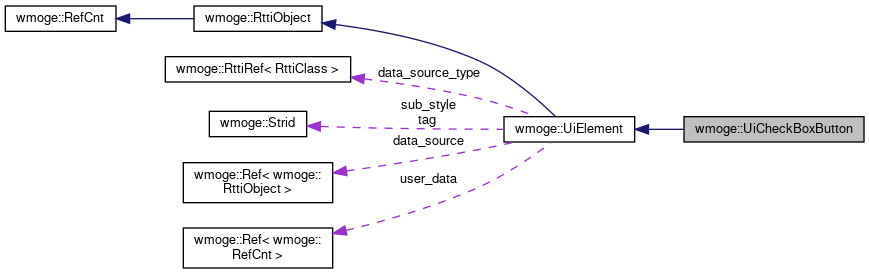 wmoge::RefCnt
wmoge::RttiObject
wmoge::RttiRef< RttiClass >
data_source_type
wmoge::Strid
sub_style
tag
wmoge::UiElement
wmoge::UiCheckBoxButton
data_source
wmoge::Ref< wmoge::
RttiObject >
user_data
wmoge::Ref< wmoge::
RefCnt >